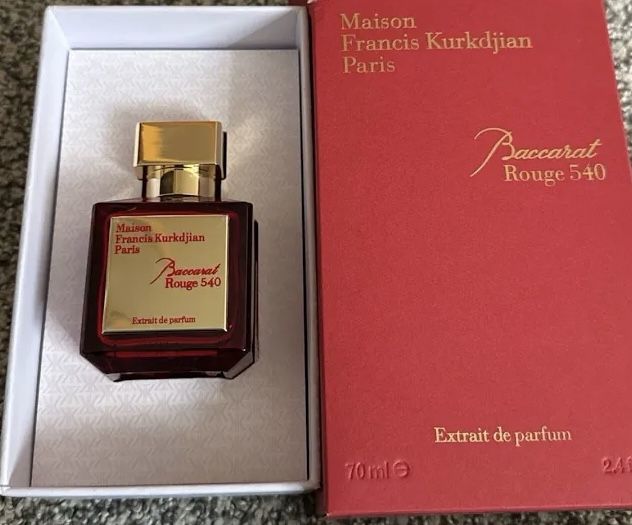 Maison
Francis Kurkdjian
Paris
Baccarat
Rouge 540
Extrait de parfum
Maison
Francis Kurkdjian
Paris
Baccarat
Rouge 540
Extrait de parfum
70 ml ℮
2.4